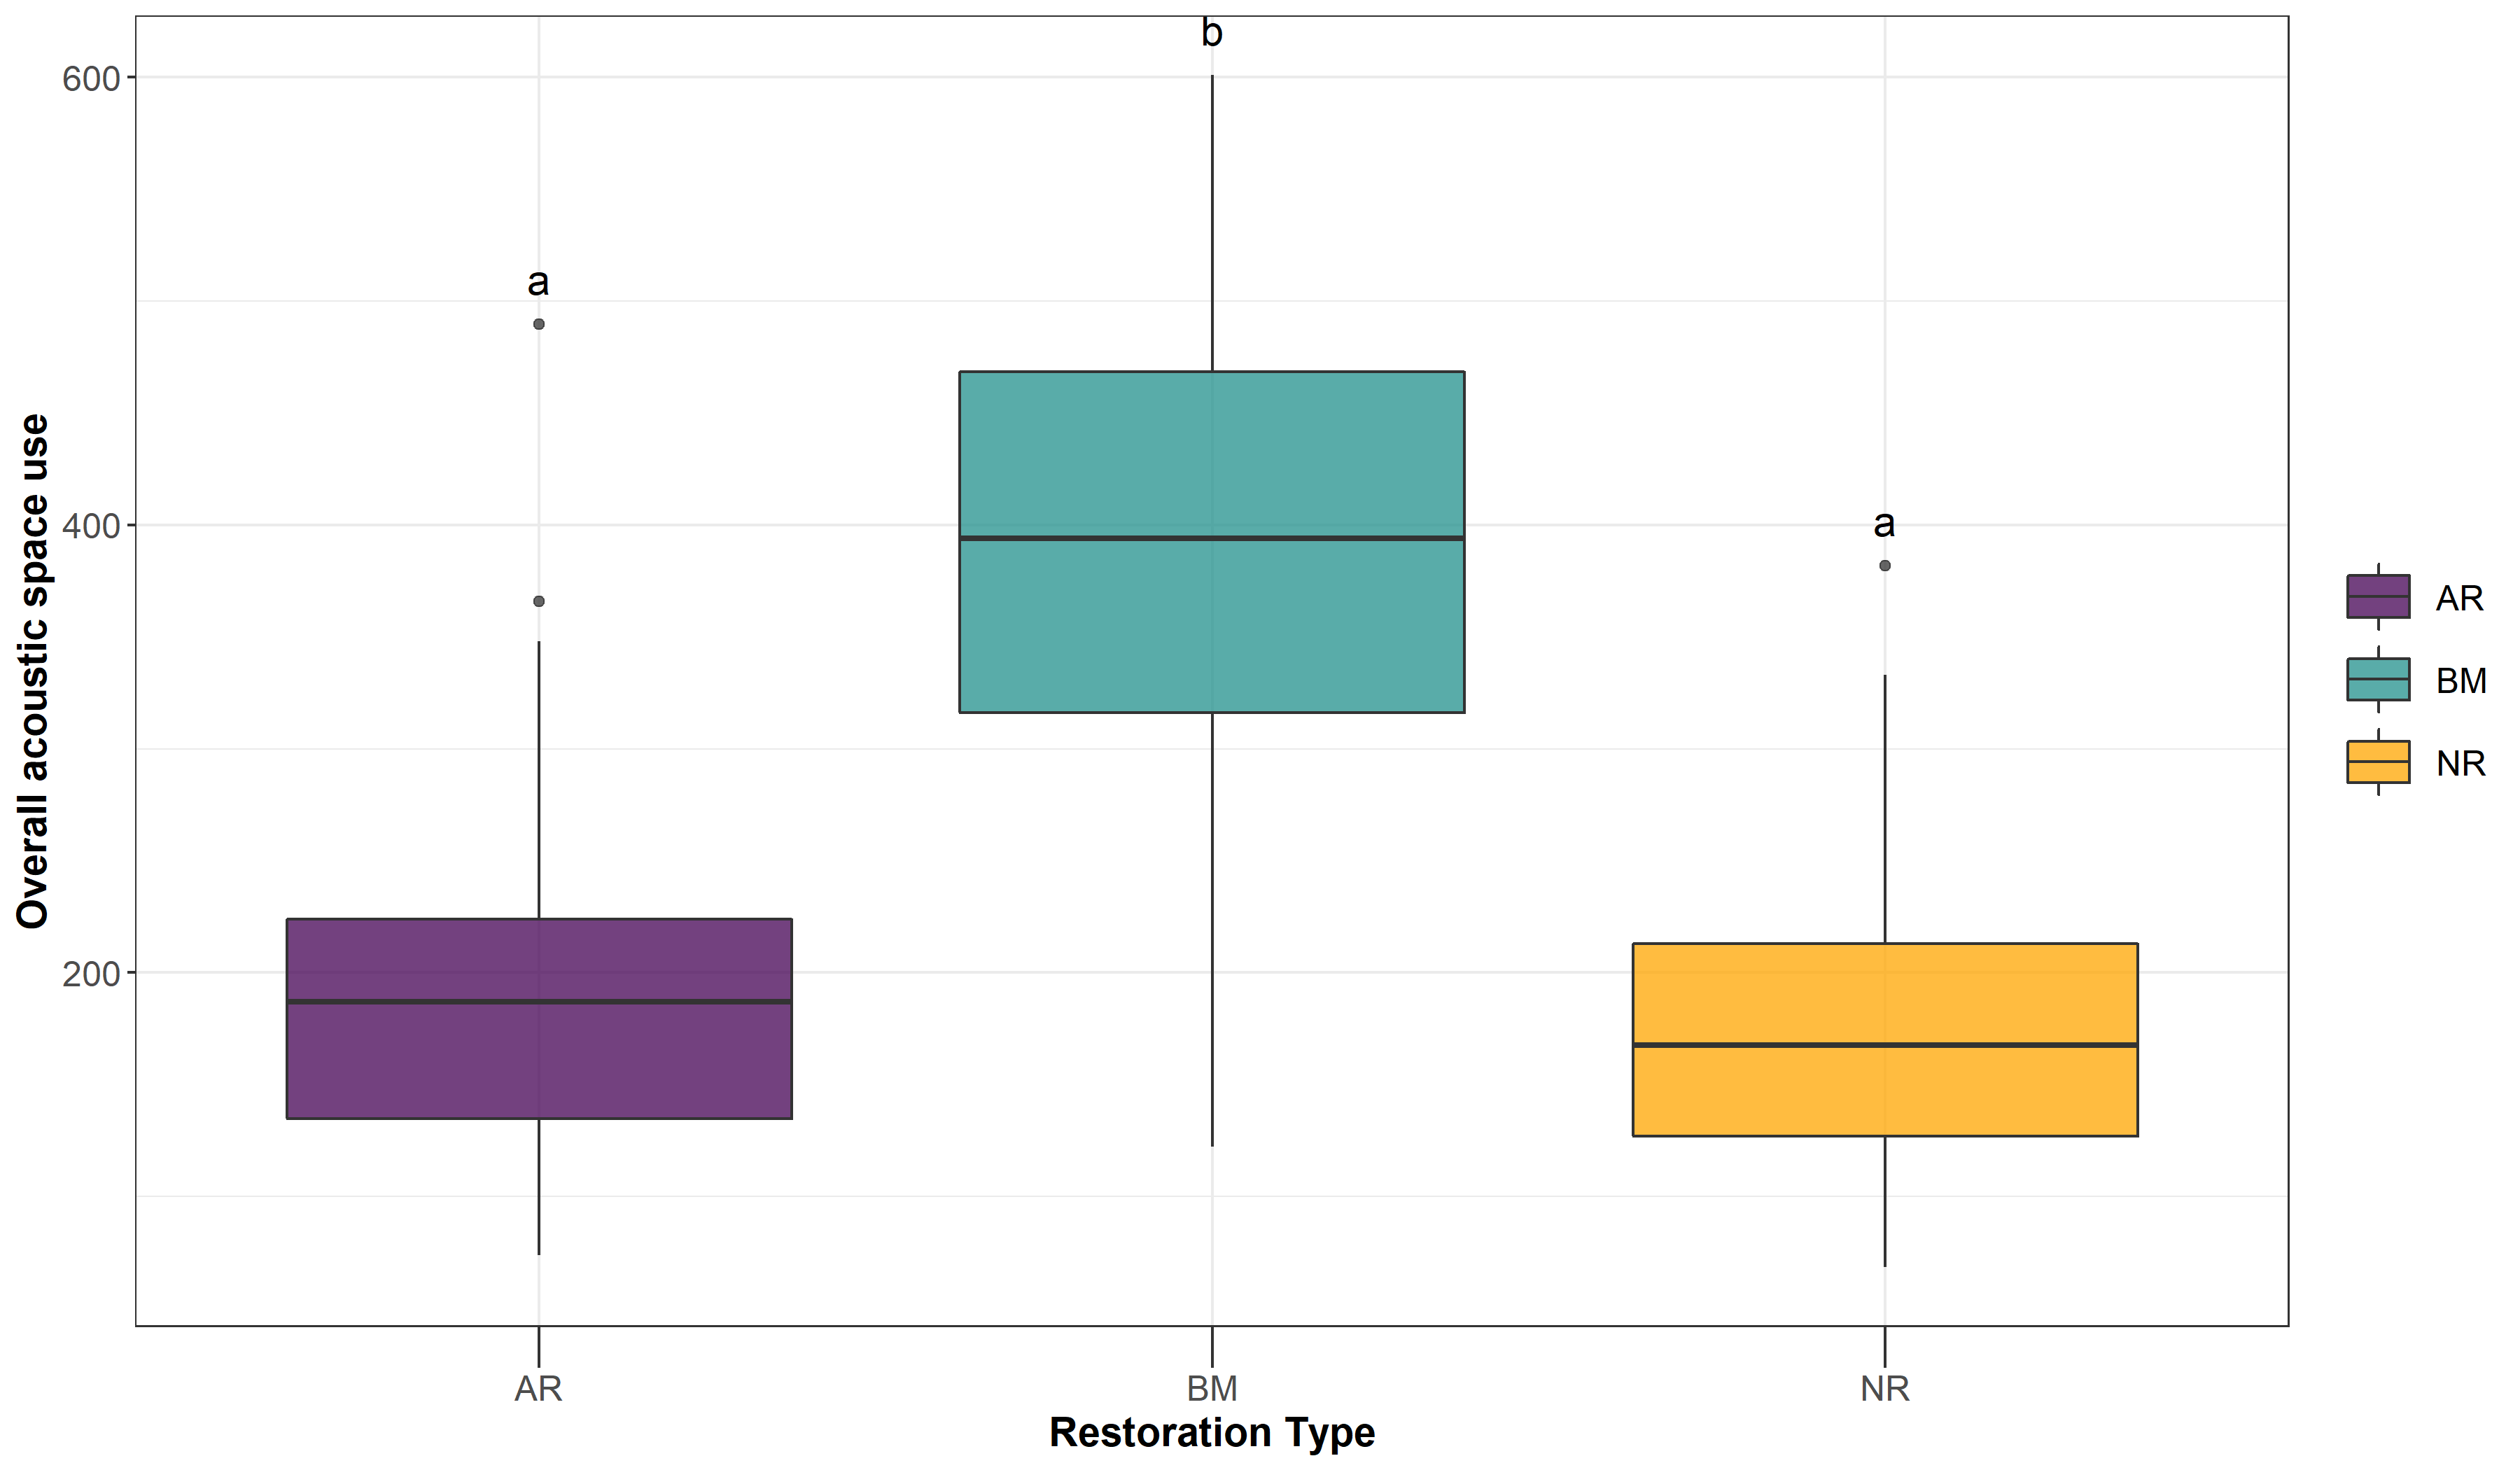 b
600
a
a
400
200
Overall acoustic space use
AR
BM
NR
Restoration Type
AR
BM
NR